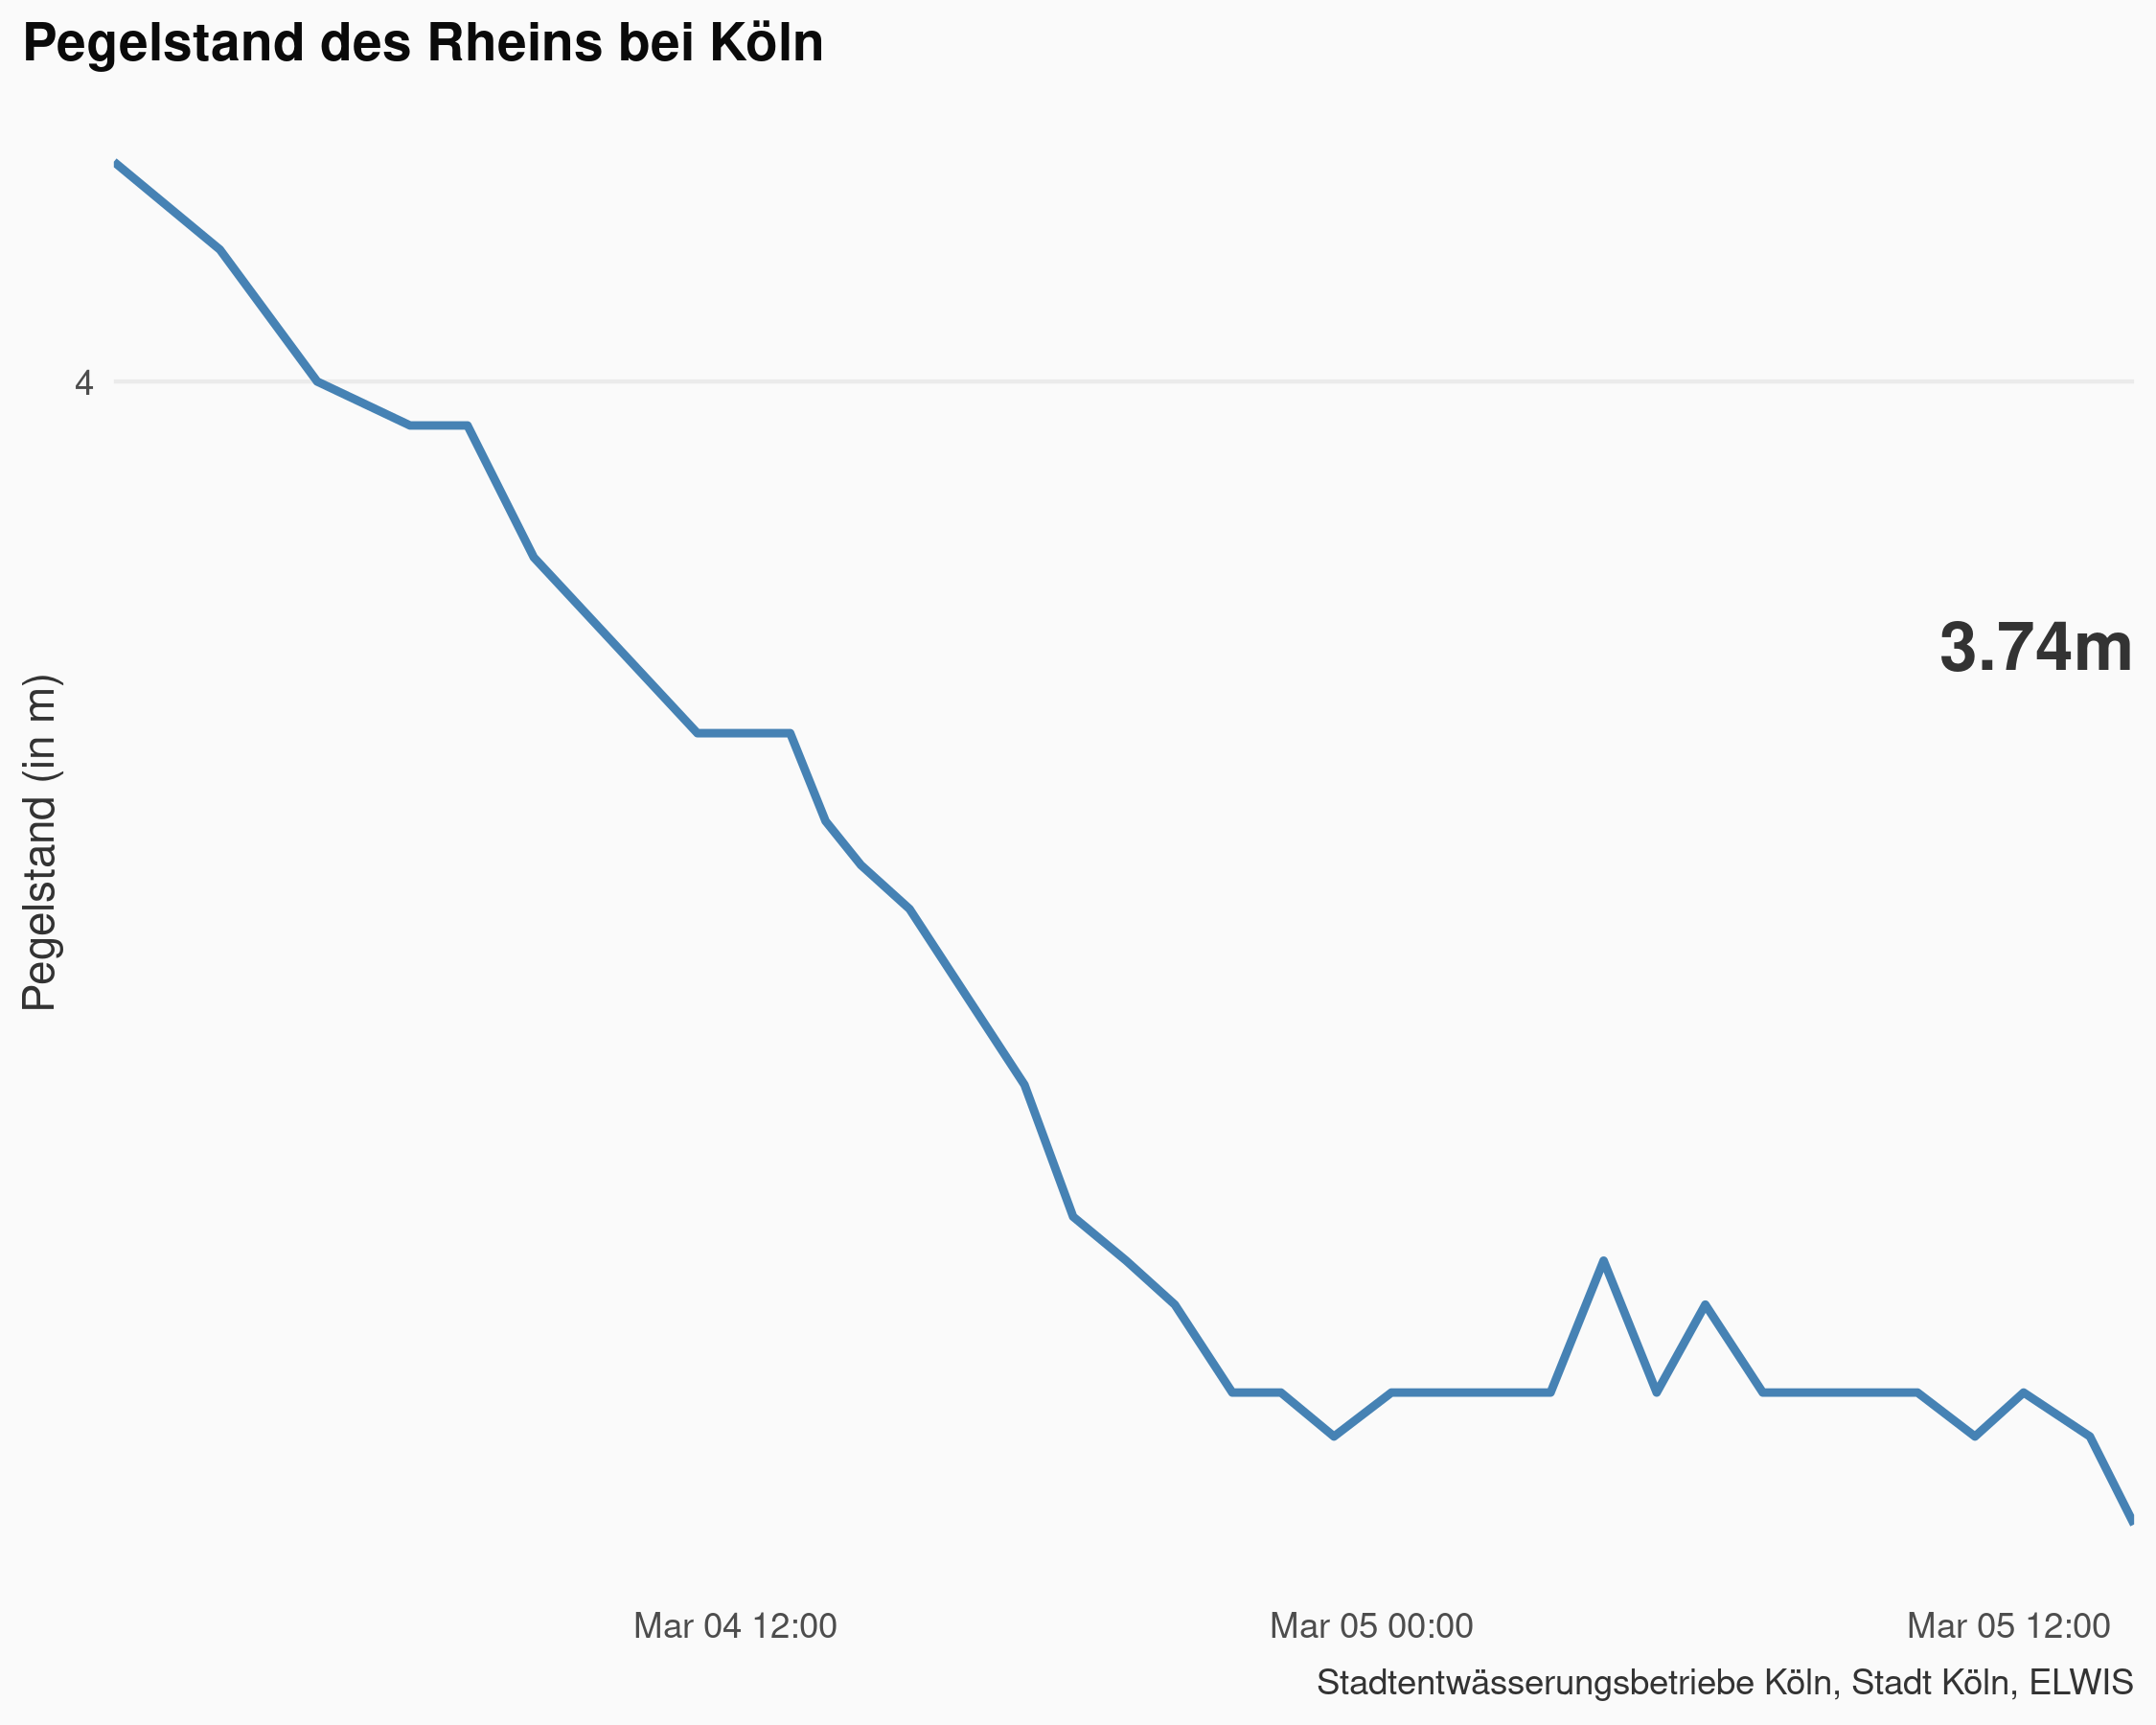 Pegelstand des Rheins bei Köln
4
3.74m
Pegelstand (in m)
Mar 04 12:00
Mar 05 00:00
Mar 05 12:00
Stadtentwässerungsbetriebe Köln, Stadt Köln, ELWIS